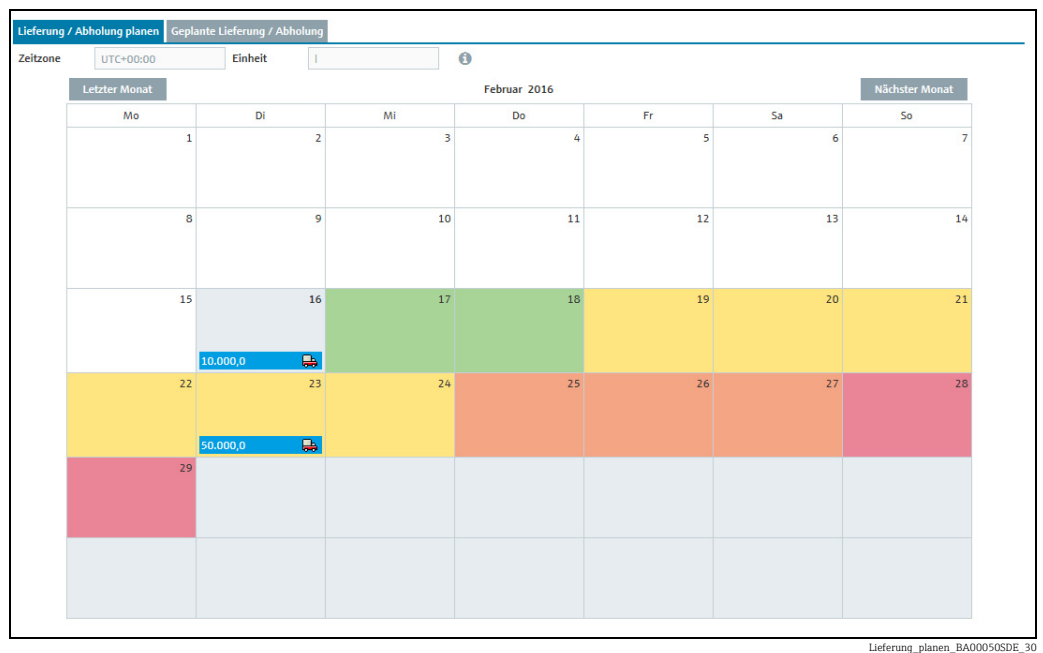 Lieferung / Abholung planen Geplante Lieferung / Abholung
Zeitzone UTC+00:00 Einheit l
Letzter Monat Februar 2016 Nächster Monat
Mo Di Mi Do Fr Sa So
1 2 3 4 5 6 7
8 9 10 11 12 13 14
15 16 17 18 19 20 21
10.000,0
22 23 24 25 26 27 28
50.000,0
29
Lieferung_planen_BA00050SDE_30